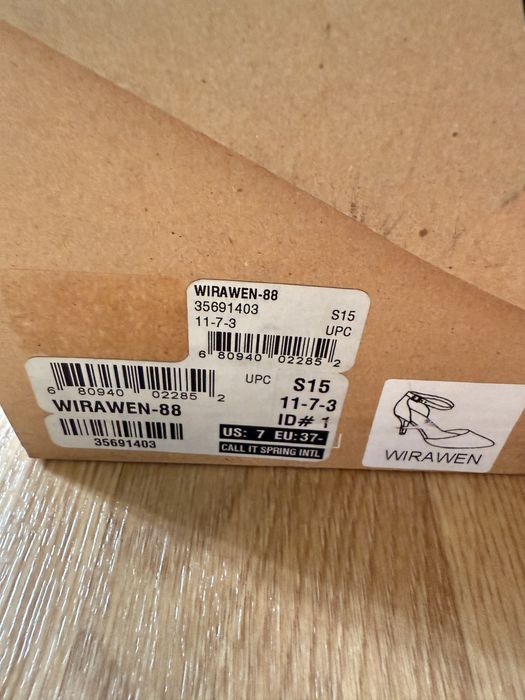 WIRAWEN-88
35691403 S15
11-7-3 UPC
6 80940 02285 2
6 80940 02285 2 UPC S15
WIRAWEN-88 11-7-3
ID# 1
35691403 US: 7 EU: 37-
CALL IT SPRING INTL
WIRAWEN